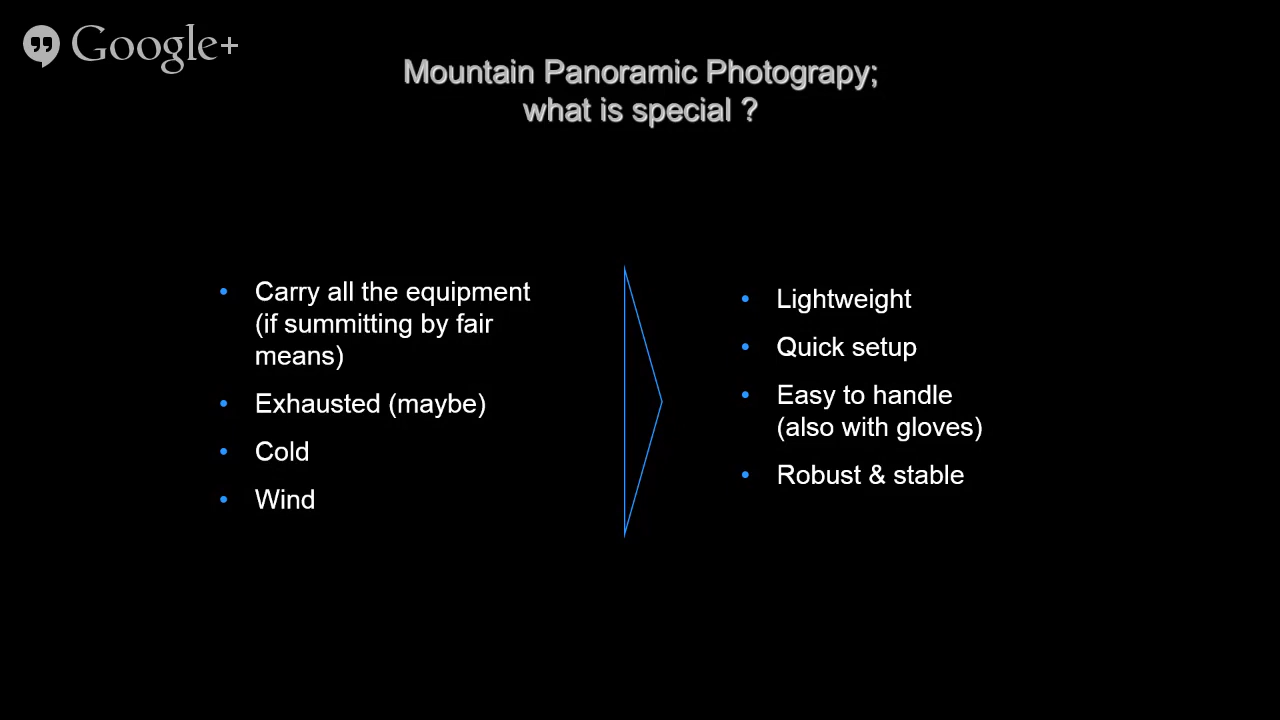 Google+
Mountain Panoramic Photograpy;
what is special ?
• Carry all the equipment
(if summitting by fair
means)
• Exhausted (maybe)
• Cold
• Wind
• Lightweight
• Quick setup
• Easy to handle
(also with gloves)
• Robust & stable